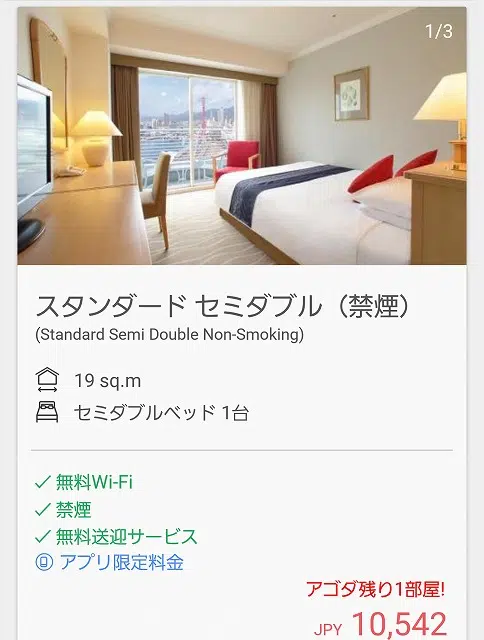 1/3
スタンダード セミダブル（禁煙）
(Standard Semi Double Non-Smoking)
19 sq.m
セミダブルベッド 1台
無料Wi-Fi
禁煙
無料送迎サービス
アプリ限定料金
アゴダ残り1部屋!
JPY 10,542